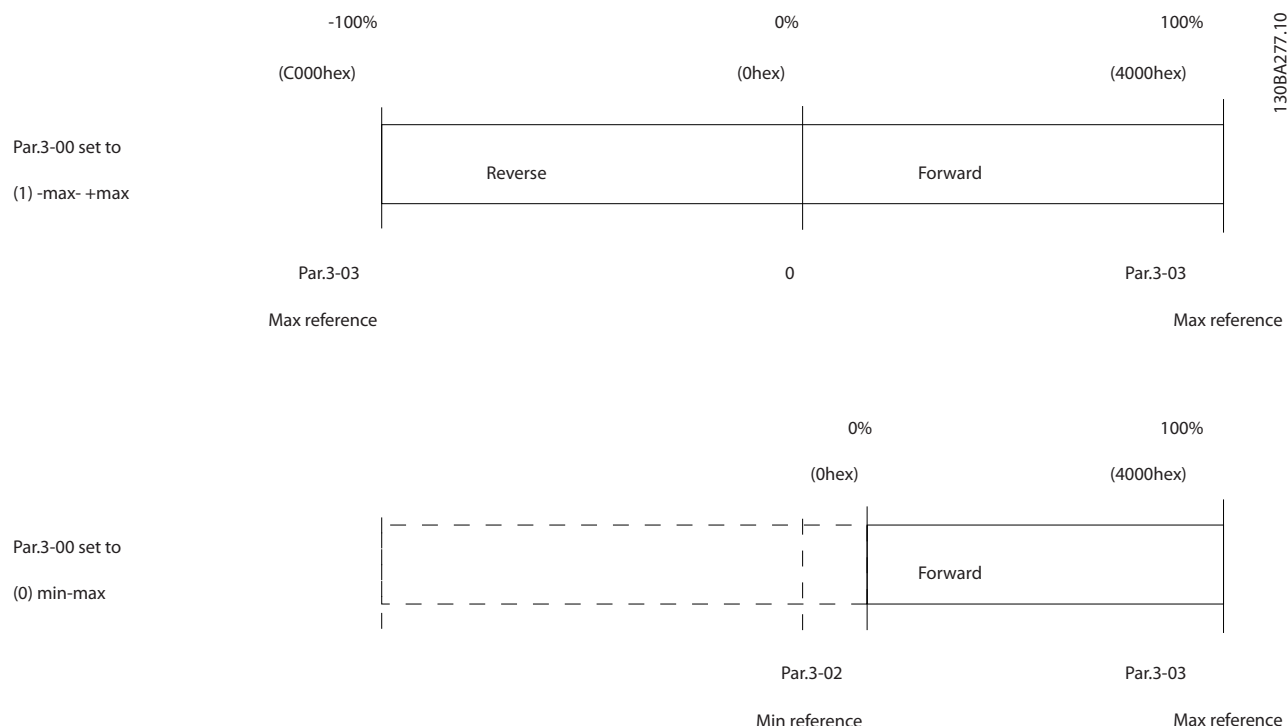 -100% 0% 100%
(C000hex) (0hex) (4000hex)
130BA277.10
Par.3-00 set to
(1) -max- +max
Reverse Forward
Par.3-03 0 Par.3-03
Max reference Max reference
0% 100%
(0hex) (4000hex)
Par.3-00 set to
(0) min-max
Forward
Par.3-02 Par.3-03
Min reference Max reference